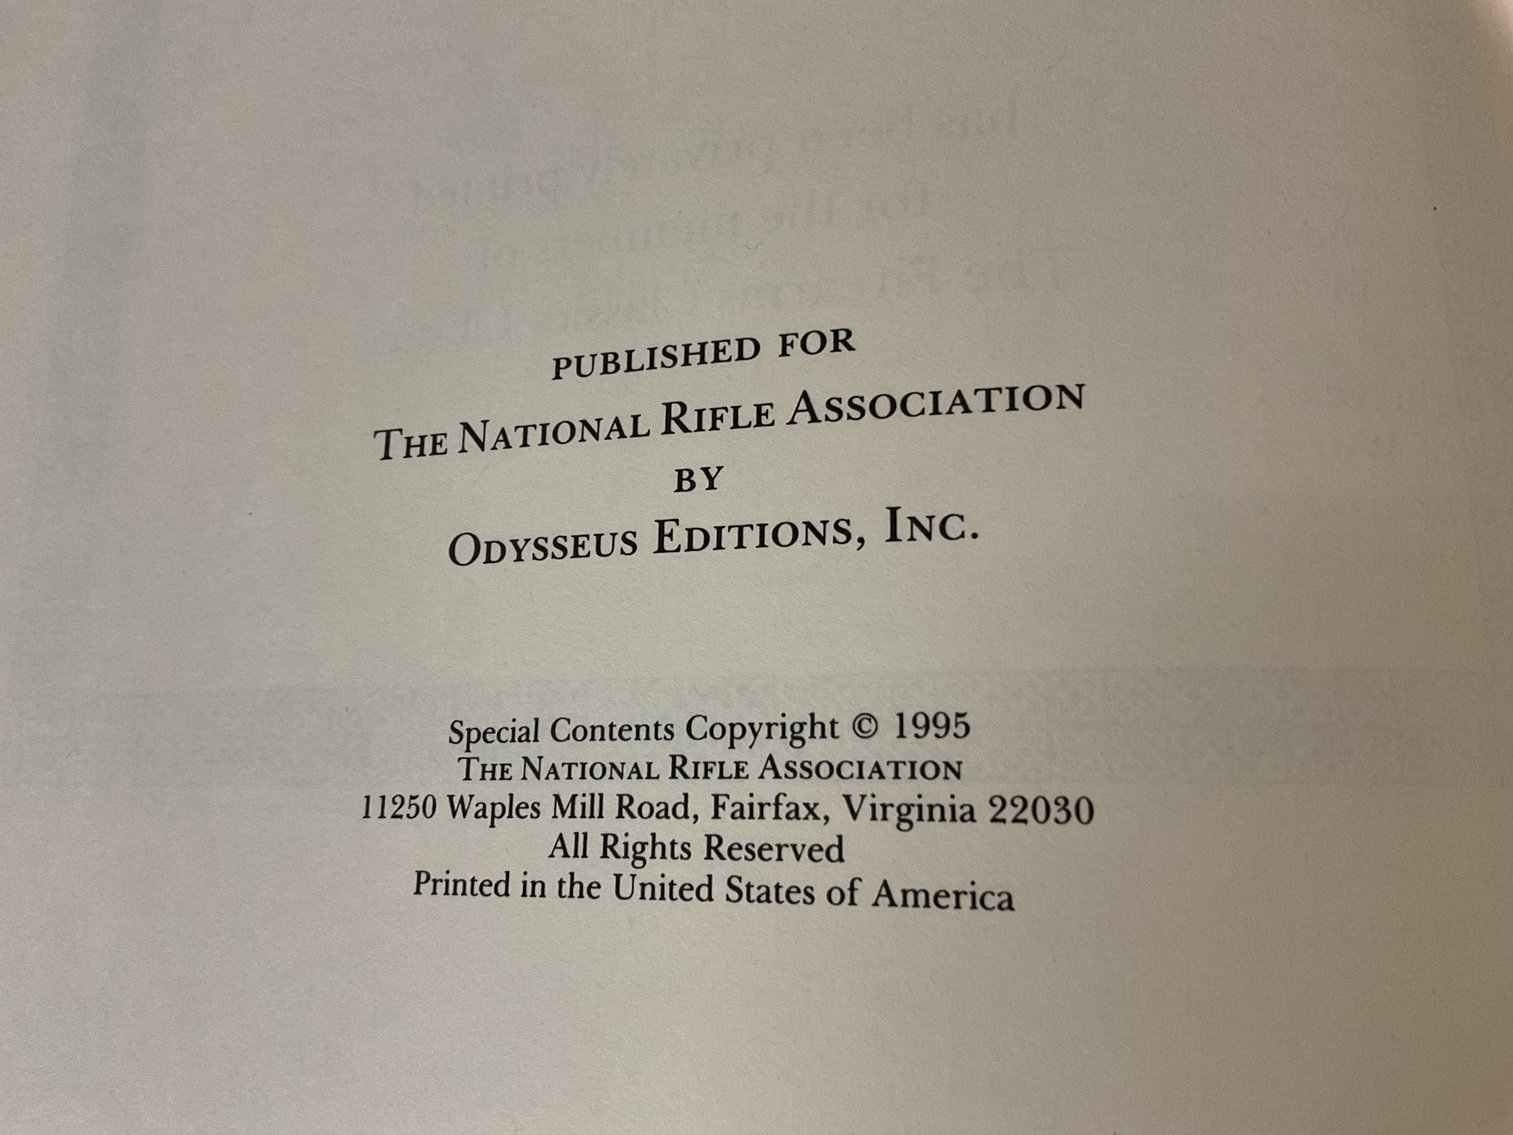 PUBLISHED FOR
THE NATIONAL RIFLE ASSOCIATION
BY
ODYSSEUS EDITIONS, INC.
Special Contents Copyright © 1995
THE NATIONAL RIFLE ASSOCIATION
11250 Waples Mill Road, Fairfax, Virginia 22030
All Rights Reserved
Printed in the United States of America